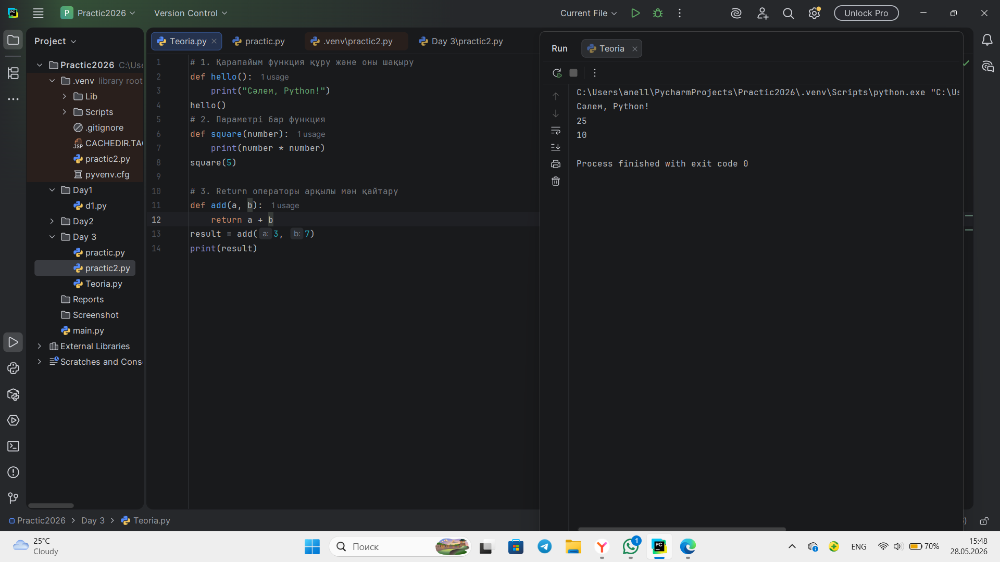 Practic2026
Version Control
Current File
Unlock Pro
Project
Practic2026 C:\Use
.venv library root
Lib
Scripts
.gitignore
CACHEDIR.TAG
practic2.py
pyvenv.cfg
Day1
d1.py
Day2
Day 3
practic.py
practic2.py
Teoria.py
Reports
Screenshot
main.py
External Libraries
Scratches and Cons
Teoria.py
practic.py
.venv\practic2.py
Day 3\practic2.py
1 # 1. Қарапайым функция құру және оны шақыру
2 def hello(): 1 usage
3 print("Сәлем, Python!")
4 hello()
5 # 2. Параметрі бар функция
6 def square(number): 1 usage
7 print(number * number)
8 square(5)
9
10 # 3. Return операторы арқылы мән қайтару
11 def add(a, b): 1 usage
12 return a + b
13 result = add( a: 3, b: 7)
14 print(result)
Run
Teoria
C:\Users\anell\PycharmProjects\Practic2026\.venv\Scripts\python.exe "C:\Us
Сәлем, Python!
25
10
Process finished with exit code 0
Practic2026 > Day 3 > Teoria.py
25°C
Cloudy
Поиск
1
ENG
70%
15:48
28.05.2026